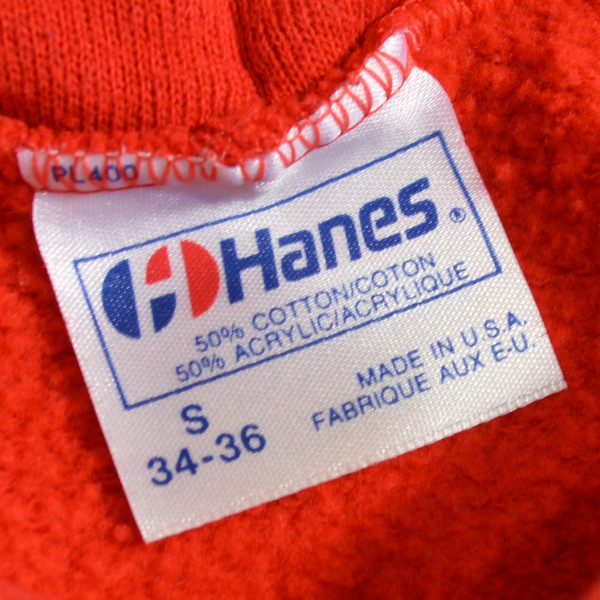 PL400
Hanes®
50% COTTON/COTON
50% ACRYLIC/ACRYLIQUE
S
34-36
MADE IN U.S.A.
FABRIQUE AUX E-U.